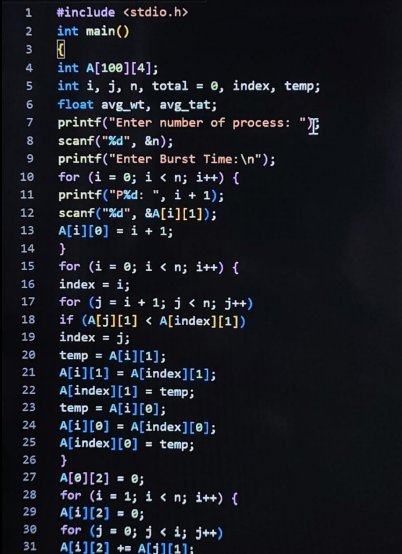 1 #include <stdio.h>
2 int main()
3 {
4 int A[100][4];
5 int i, j, n, total = 0, index, temp;
6 float avg_wt, avg_tat;
7 printf("Enter number of process: ");
8 scanf("%d", &n);
9 printf("Enter Burst Time:\n");
10 for (i = 0; i < n; i++) {
11 printf("P%d: ", i + 1);
12 scanf("%d", &A[i][1]);
13 A[i][0] = i + 1;
14 }
15 for (i = 0; i < n; i++) {
16 index = i;
17 for (j = i + 1; j < n; j++)
18 if (A[j][1] < A[index][1])
19 index = j;
20 temp = A[i][1];
21 A[i][1] = A[index][1];
22 A[index][1] = temp;
23 temp = A[i][0];
24 A[i][0] = A[index][0];
25 A[index][0] = temp;
26 }
27 A[0][2] = 0;
28 for (i = 1; i < n; i++) {
29 A[i][2] = 0;
30 for (j = 0; j < i; j++)
31 A[i][2] += A[j][1];